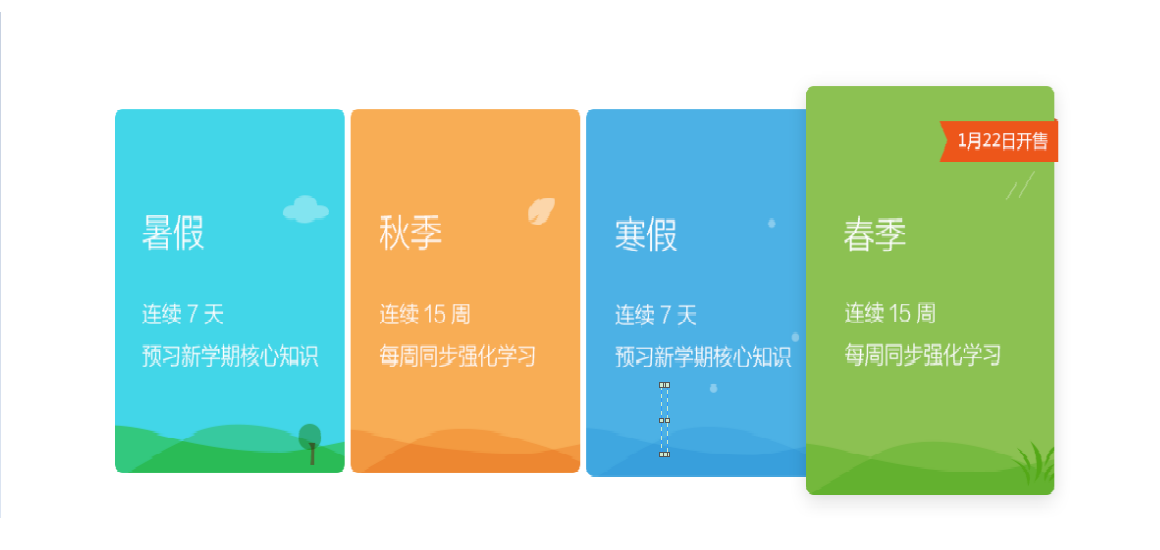 暑假
连续 7 天
预习新学期核心知识
秋季
连续 15 周
每周同步强化学习
寒假
连续 7 天
预习新学期核心知识
1月22日开售
春季
连续 15 周
每周同步强化学习